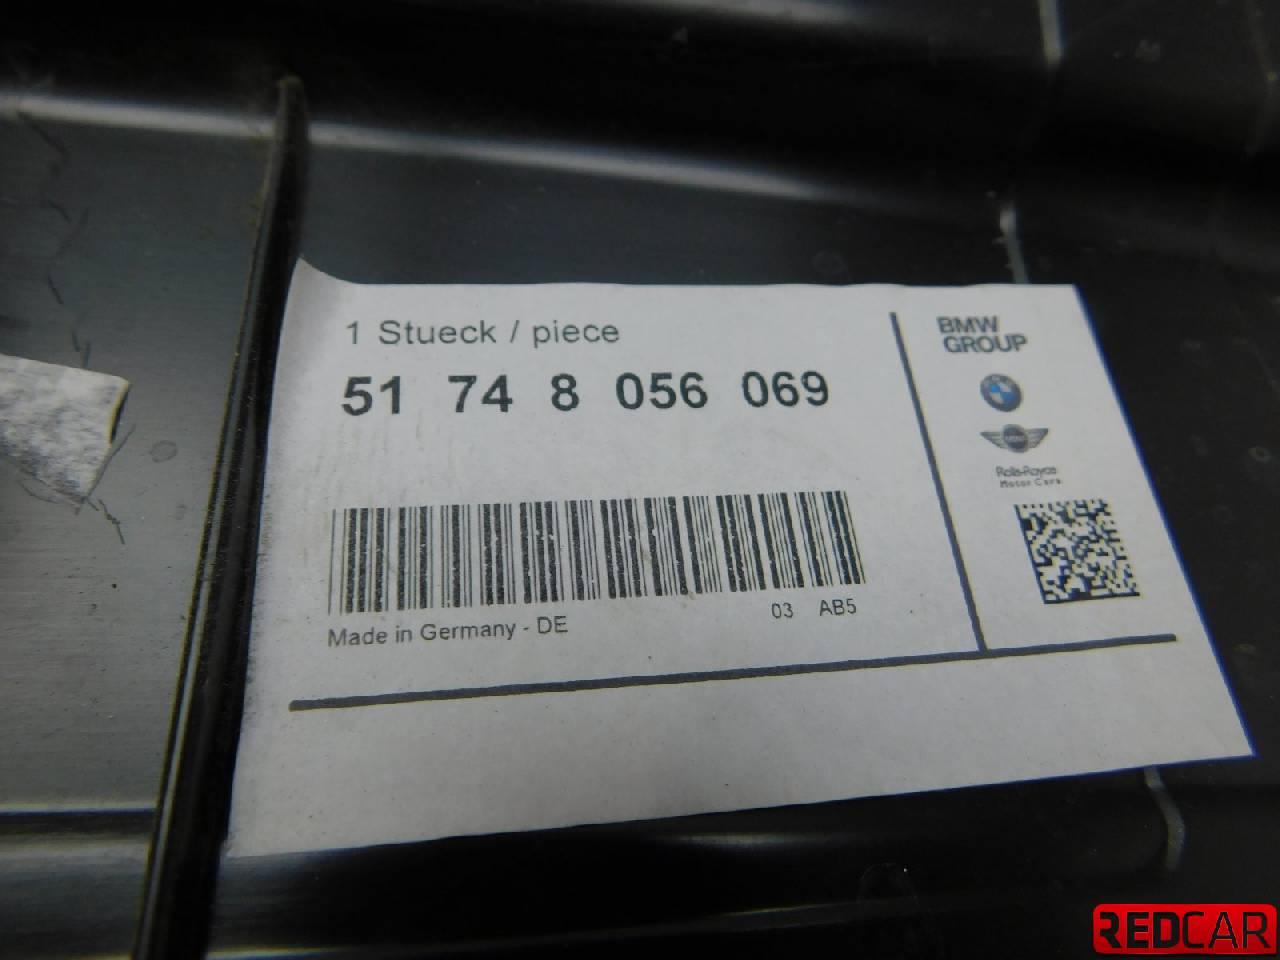 1 Stueck / piece
51 74 8 056 069
Made in Germany - DE
03 AB5
BMW
GROUP
Rolls-Royce
Motor Cars
REDCAR